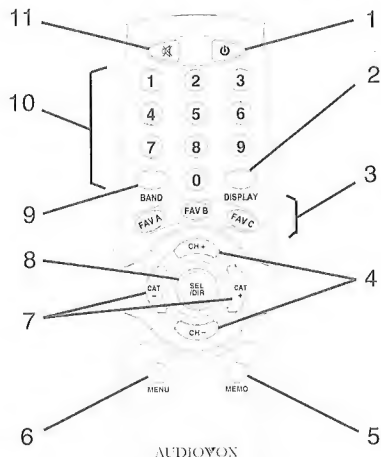 11 1
1 2 3
2
10
4 5 6
7 8 9
0
BAND DISPLAY
3
9
FAV A FAV B FAV C
CH +
8
4
CAT
–
SEL
/DIR
CAT
+
7
CH –
MENU MEMO
6 5
AUDIOVOX